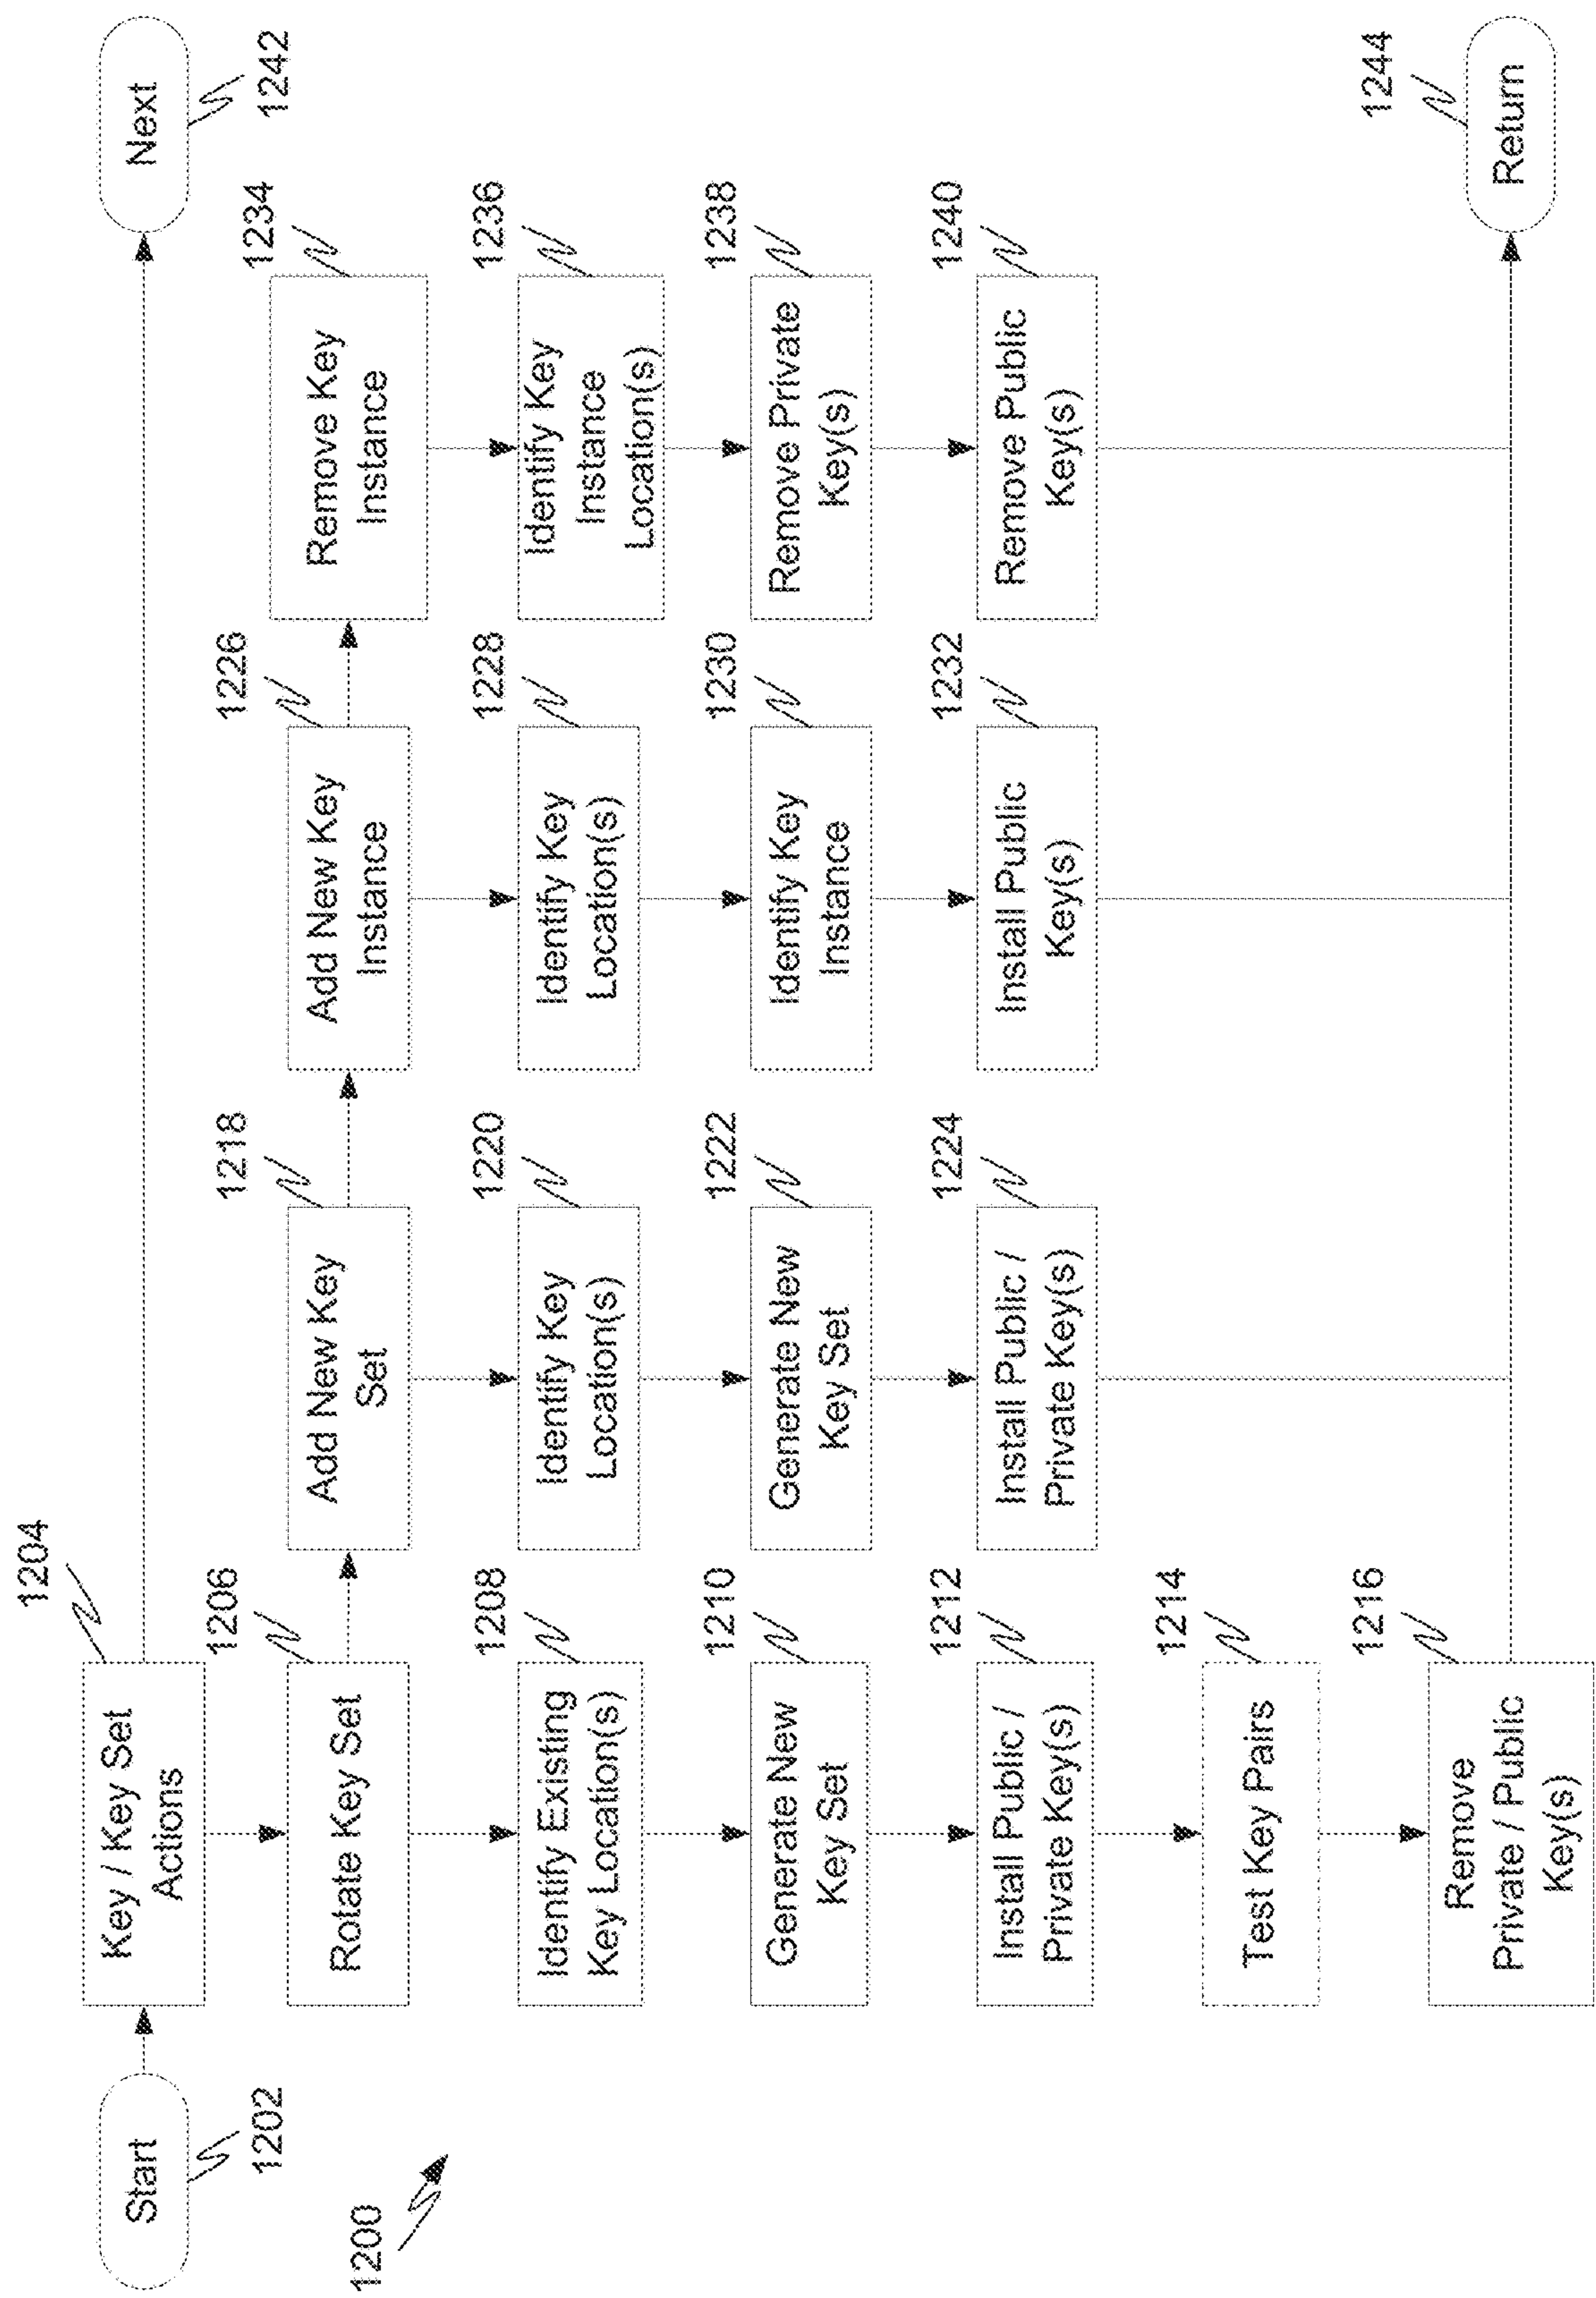 1200
Start
1202
Key / Key Set
Actions
1204
Next
1242
Rotate Key Set
1206
Identify Existing
Key Location(s)
1208
Generate New
Key Set
1210
Install Public /
Private Key(s)
1212
Test Key Pairs
1214
Remove
Private / Public
Key(s)
1216
Add New Key
Set
1218
Identify Key
Location(s)
1220
Generate New
Key Set
1222
Install Public /
Private Key(s)
1224
Add New Key
Instance
1226
Identify Key
Location(s)
1228
Identify Key
Instance
1230
Install Public
Key(s)
1232
Remove Key
Instance
1234
Identify Key
Instance
Location(s)
1236
Remove Private
Key(s)
1238
Remove Public
Key(s)
1240
Return
1244